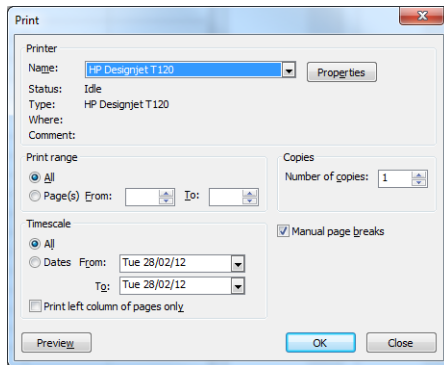 Print
Printer
Name: HP Designjet T120 Properties
Status: Idle
Type: HP Designjet T120
Where:
Comment:
Print range
All
Page(s) From: To:
Copies
Number of copies: 1
Timescale
All
Dates From: Tue 28/02/12
To: Tue 28/02/12
Print left column of pages only
Manual page breaks
Preview OK Close